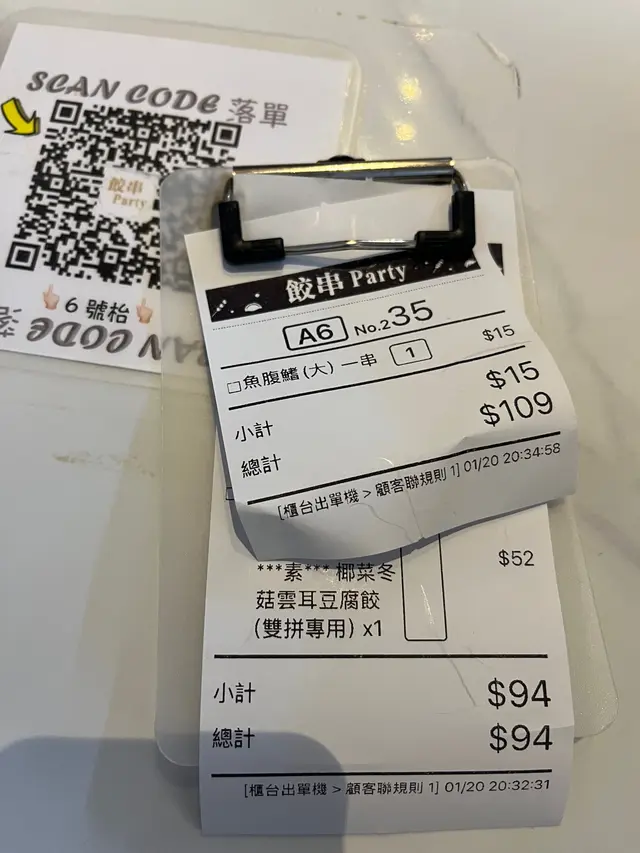 SCAN CODE 落單
餃串
Party
6 號枱
SCAN CODE 落
餃串 Party
A6 No.235
□魚腹鰭(大) 一串 1 $15
小計 $15
總計 $109
[櫃台出單機 > 顧客聯規則 1] 01/20 20:34:58
***素*** 椰菜冬 $52
菇雲耳豆腐餃
(雙拼專用) x1
小計 $94
總計 $94
[櫃台出單機 > 顧客聯規則 1] 01/20 20:32:31